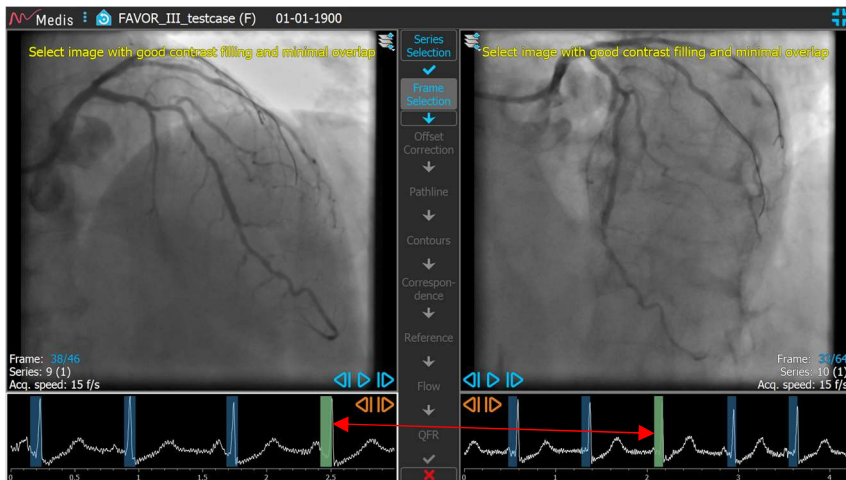 Medis FAVOR_III_testcase (F) 01-01-1900
Select image with good contrast filling and minimal overlap
Frame: 38/46
Series: 9 (1)
Acq. speed: 15 f/s
0 0.5 1 1.5 2 2.5
Series
Selection
Frame
Selection
Offset
Correction
Pathline
Contours
Correspon-
dence
Reference
Flow
QFR
Select image with good contrast filling and minimal overlap
Frame: 33/64
Series: 10 (1)
Acq. speed: 15 f/s
0 1 2 3 4